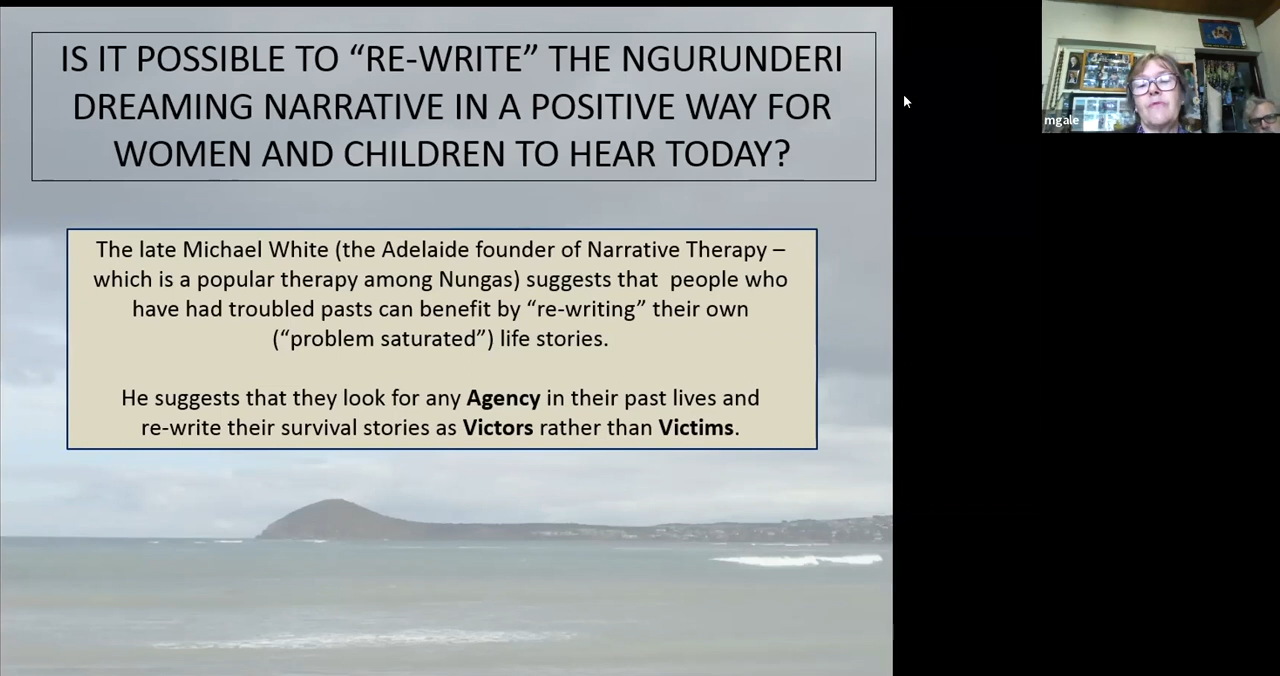 IS IT POSSIBLE TO “RE-WRITE” THE NGURUNDERI
DREAMING NARRATIVE IN A POSITIVE WAY FOR
WOMEN AND CHILDREN TO HEAR TODAY?
The late Michael White (the Adelaide founder of Narrative Therapy –
which is a popular therapy among Nungas) suggests that  people who
have had troubled pasts can benefit by “re-writing” their own
(“problem saturated”) life stories.
He suggests that they look for any Agency in their past lives and
re-write their survival stories as Victors rather than Victims.
mgale